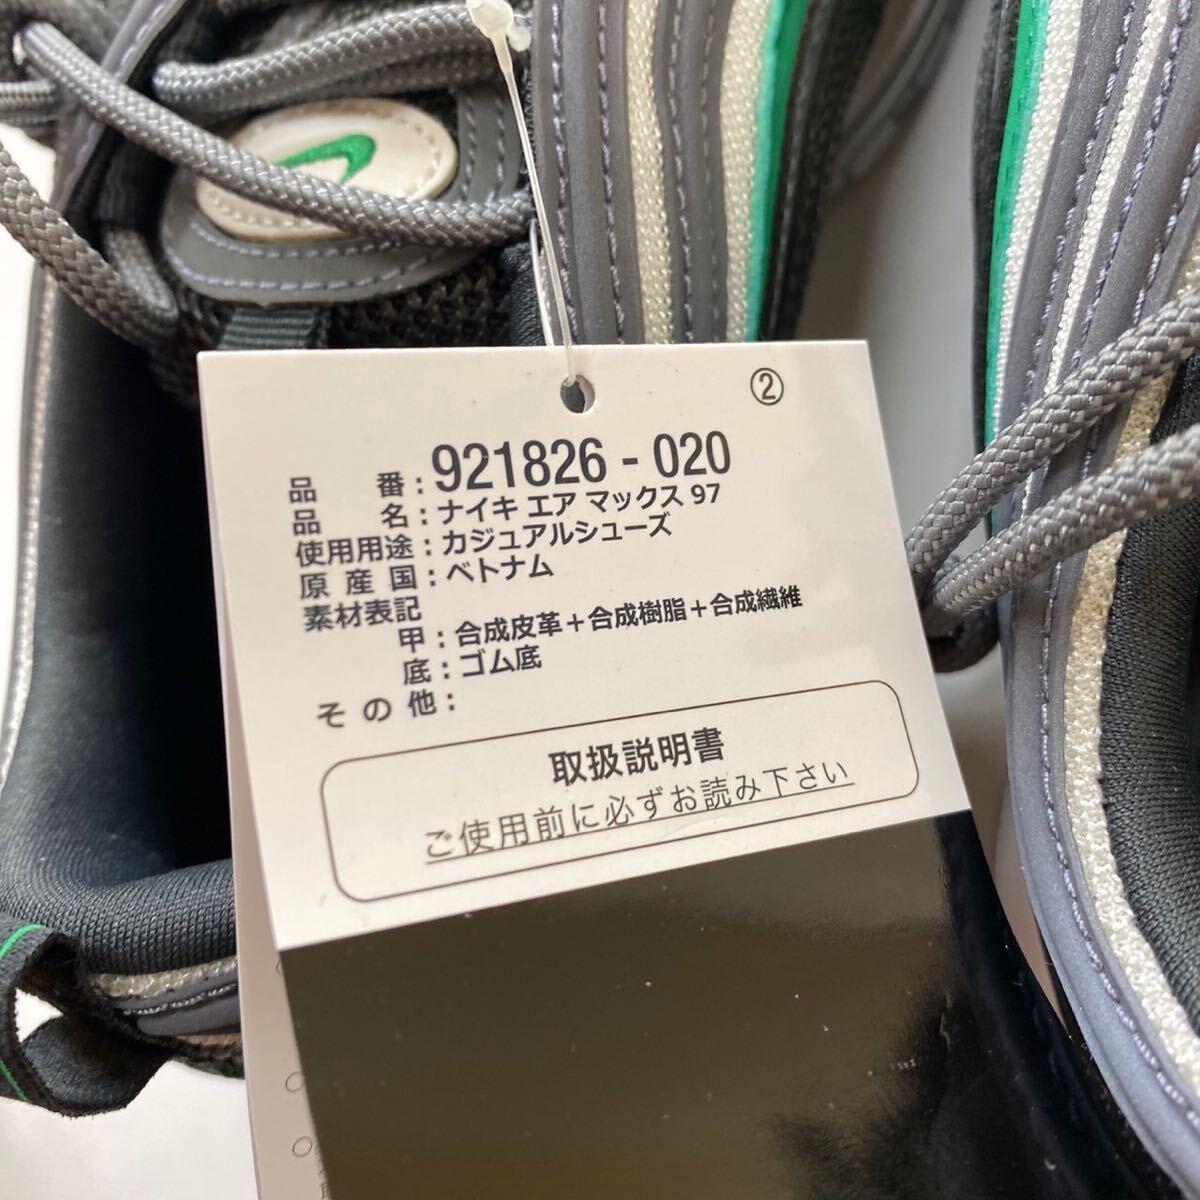 ②
品番：921826 - 020
品名：ナイキ エア マックス 97
使用用途：カジュアルシューズ
原産国：ベトナム
素材表記
甲：合成皮革＋合成樹脂＋合成繊維
底：ゴム底
その他：
取扱説明書
ご使用前に必ずお読み下さい